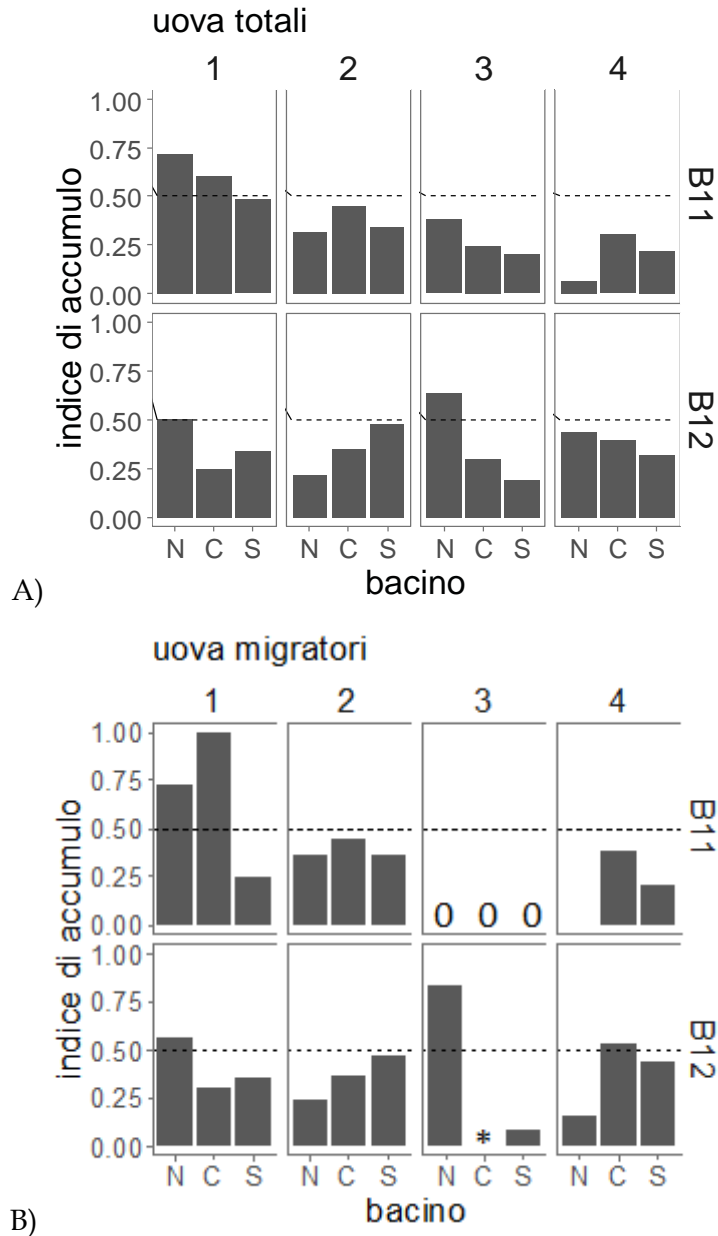 uova totali
1 2 3 4
indice di accumulo
1.00
0.75
0.50
0.25
0.00
B11
1.00
0.75
0.50
0.25
0.00
B12
N C S N C S N C S N C S
bacino
A)
uova migratori
1 2 3 4
indice di accumulo
1.00
0.75
0.50
0.25
0.00
0 0 0
B11
1.00
0.75
0.50
0.25
0.00
*
B12
N C S N C S N C S N C S
bacino
B)